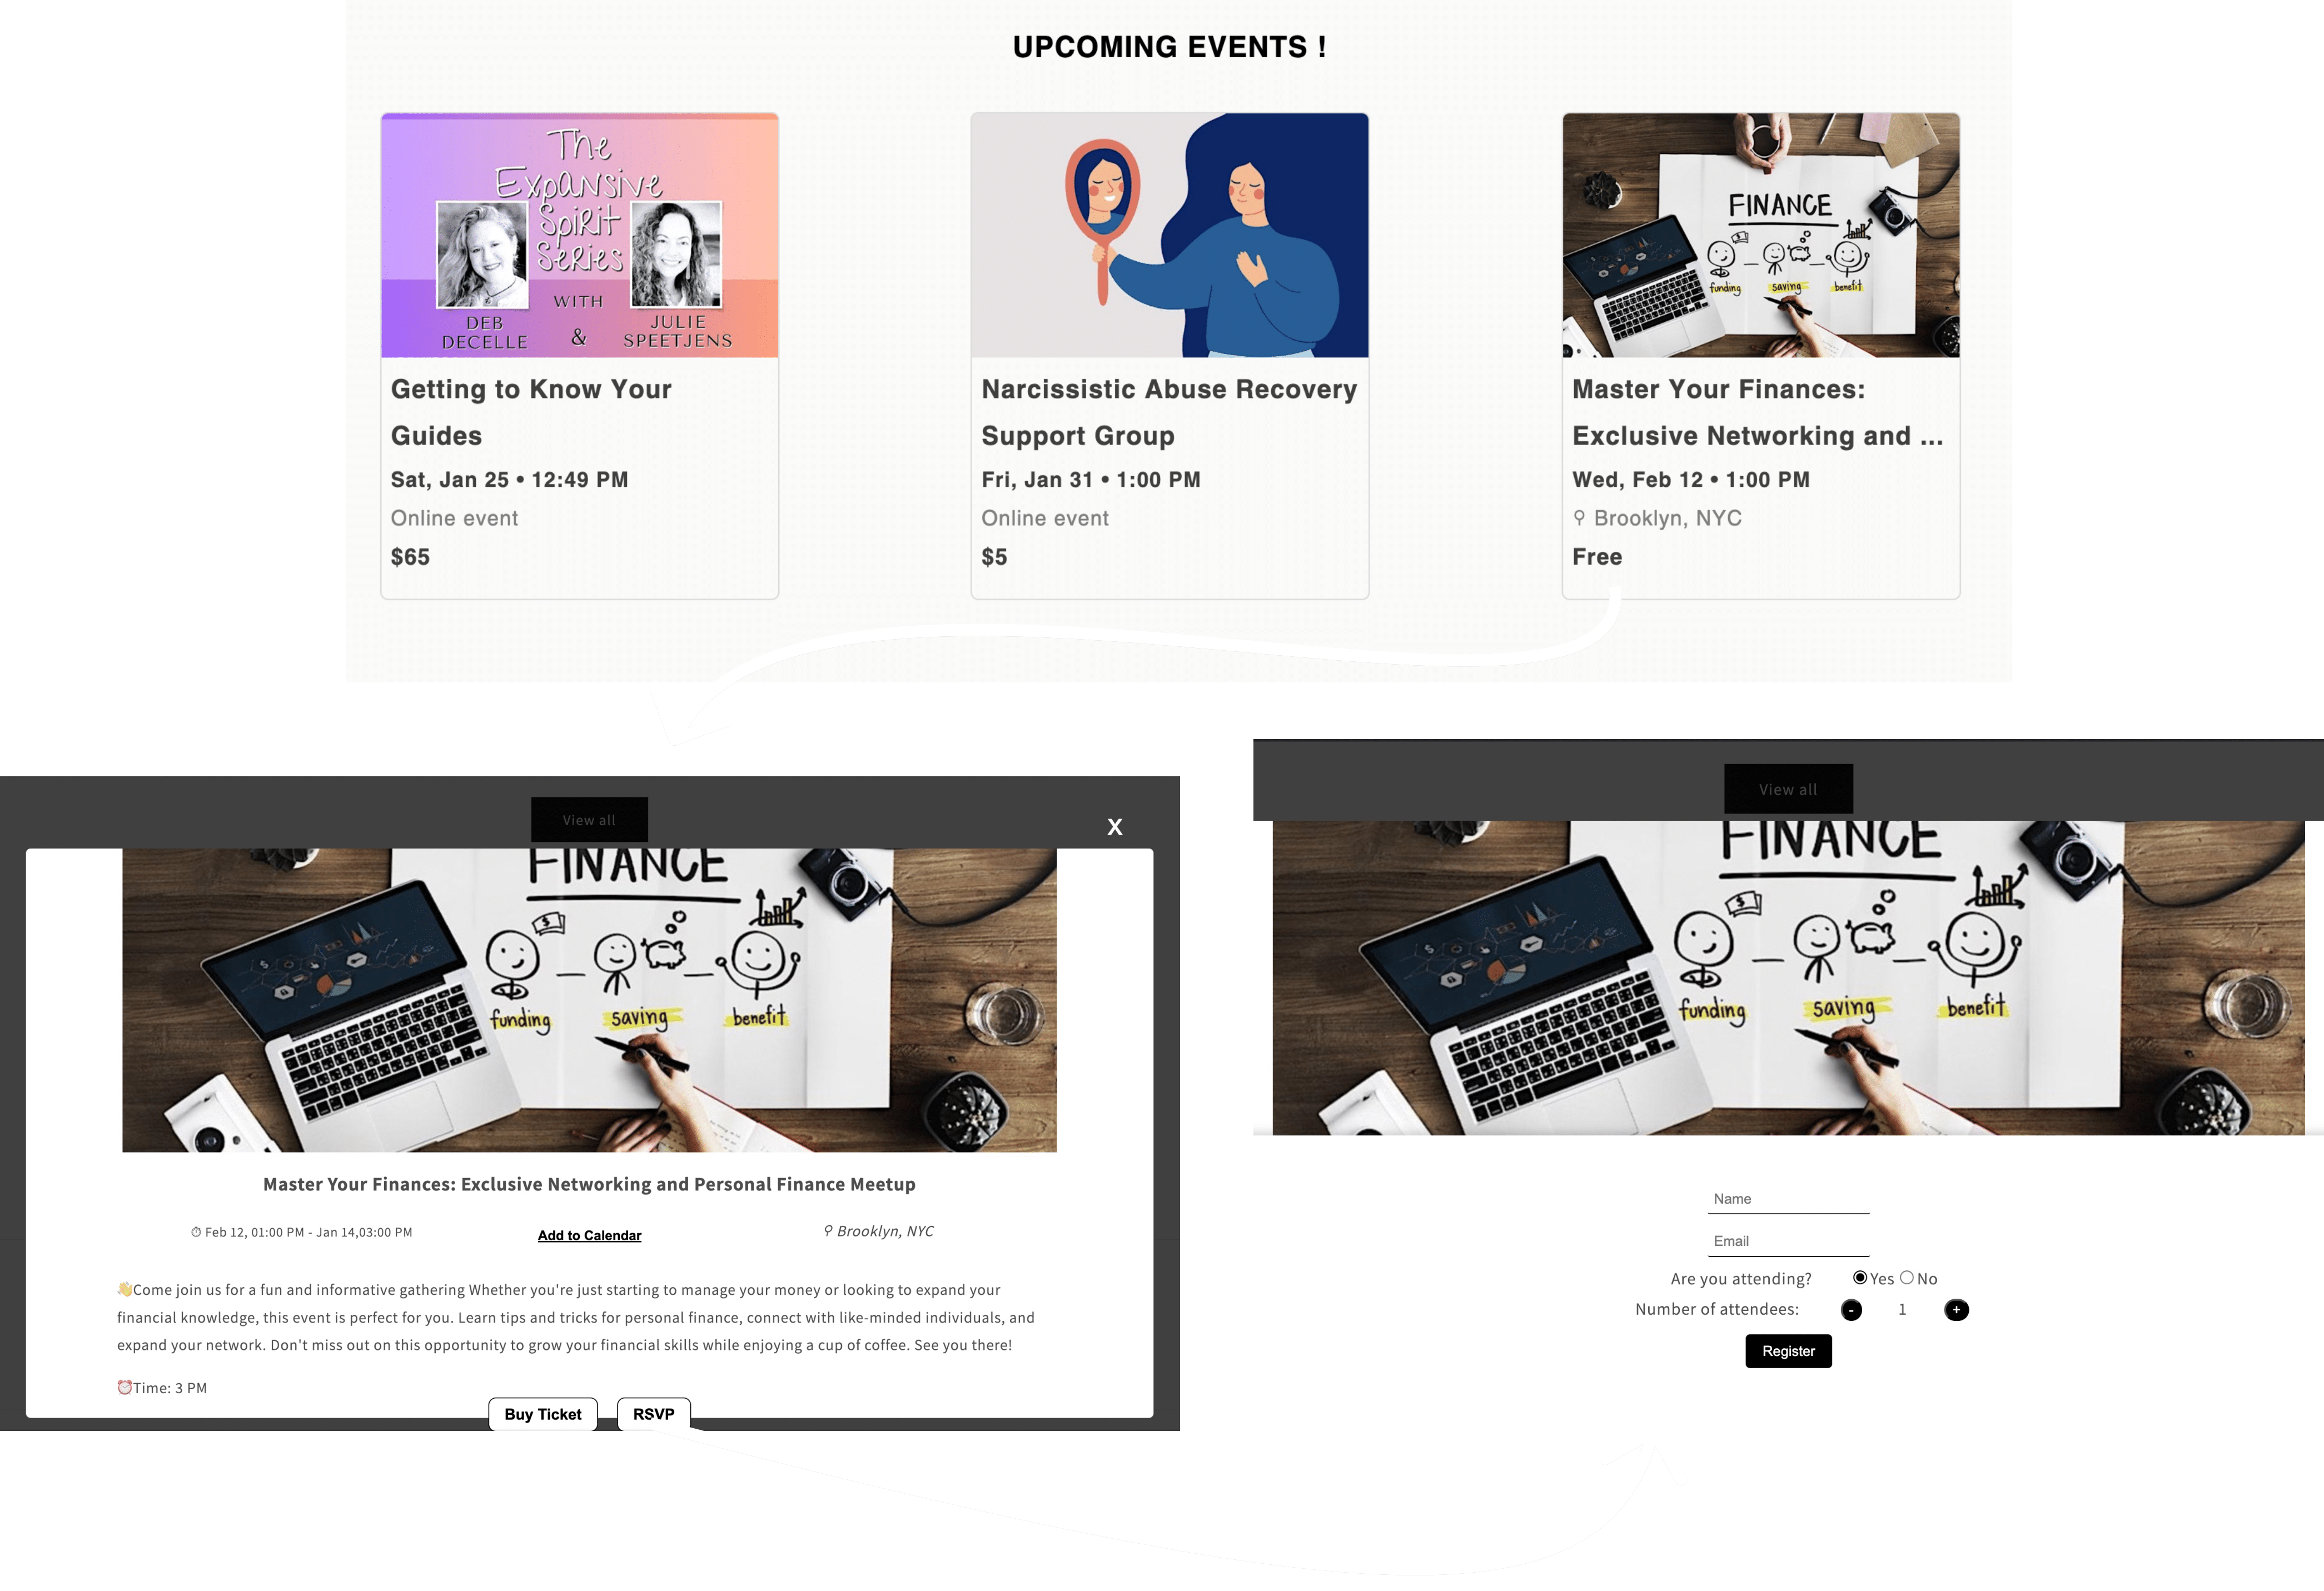 UPCOMING EVENTS !
The
Expansive
Spirit
Series
WITH
&
DEB
DECELLE
JULIE
SPEETJENS
Getting to Know Your
Guides
Sat, Jan 25 • 12:49 PM
Online event
$65
Narcissistic Abuse Recovery
Support Group
Fri, Jan 31 • 1:00 PM
Online event
$5
FINANCE
funding
saving
benefit
Master Your Finances:
Exclusive Networking and ...
Wed, Feb 12 • 1:00 PM
Brooklyn, NYC
Free
View all
X
FINANCE
funding
saving
benefit
Master Your Finances: Exclusive Networking and Personal Finance Meetup
⏱ Feb 12, 01:00 PM - Jan 14,03:00 PM
Add to Calendar
Brooklyn, NYC
👋Come join us for a fun and informative gathering Whether you're just starting to manage your money or looking to expand your
financial knowledge, this event is perfect for you. Learn tips and tricks for personal finance, connect with like-minded individuals, and
expand your network. Don't miss out on this opportunity to grow your financial skills while enjoying a cup of coffee. See you there!
⏰Time: 3 PM
Buy Ticket
RSVP
View all
FINANCE
funding
saving
benefit
Name
Email
Are you attending? Yes No
Number of attendees: - 1 +
Register